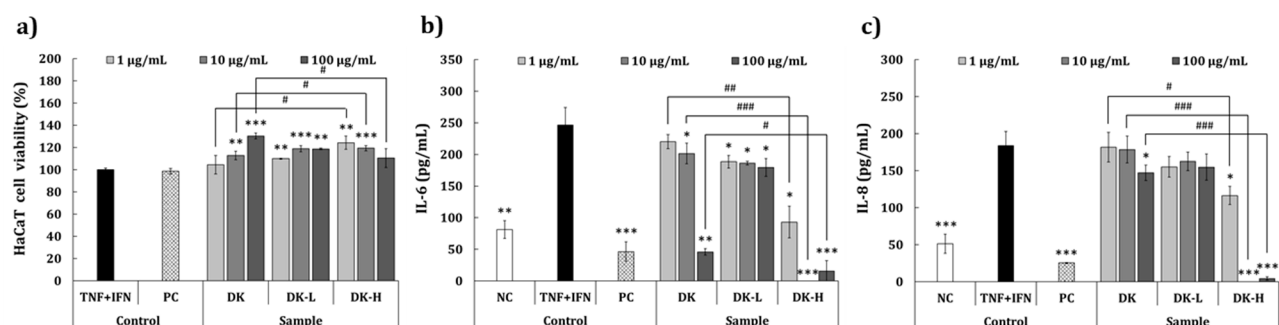 a)
HaCaT cell viability (%)
200
180
160
140
120
100
80
60
40
20
0
1 μg/mL 10 μg/mL 100 μg/mL
#
#
#
** *** ** *** ** ** ***
TNF+IFN PC DK DK-L DK-H
Control Sample
b)
IL-6 (pg/mL)
350
300
250
200
150
100
50
0
1 μg/mL 10 μg/mL 100 μg/mL
##
###
#
** *** * ** * * * * *** ***
NC TNF+IFN PC DK DK-L DK-H
Control Sample
c)
IL-8 (pg/mL)
300
250
200
150
100
50
0
1 μg/mL 10 μg/mL 100 μg/mL
#
###
###
*** *** * * *** ***
NC TNF+IFN PC DK DK-L DK-H
Control Sample